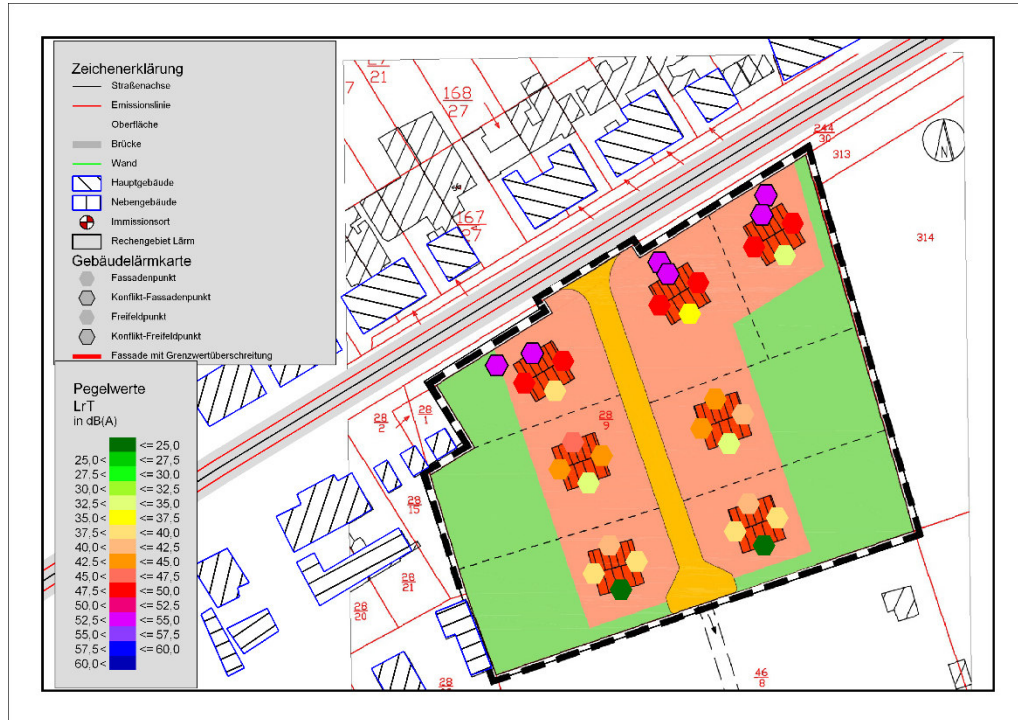 Zeichenerklärung
Straßenachse
Emissionslinie
Oberfläche
Brücke
Wand
Hauptgebäude
Nebengebäude
Immissionsort
Rechengebiet Lärm
Gebäudelärmkarte
Fassadenpunkt
Konflikt-Fassadenpunkt
Freifeldpunkt
Konflikt-Freifeldpunkt
Fassade mit Grenzwertüberschreitung
Pegelwerte
LrT
in dB(A)
<= 25,0
25,0 < <= 27,5
27,5 < <= 30,0
30,0 < <= 32,5
32,5 < <= 35,0
35,0 < <= 37,5
37,5 < <= 40,0
40,0 < <= 42,5
42,5 < <= 45,0
45,0 < <= 47,5
47,5 < <= 50,0
50,0 < <= 52,5
52,5 < <= 55,0
55,0 < <= 57,5
57,5 < <= 60,0
60,0 <
21
7
168
27
167
27
244
30
313
314
N
28
2
28
1
28
9
28
15
28
21
28
20
28
46
8